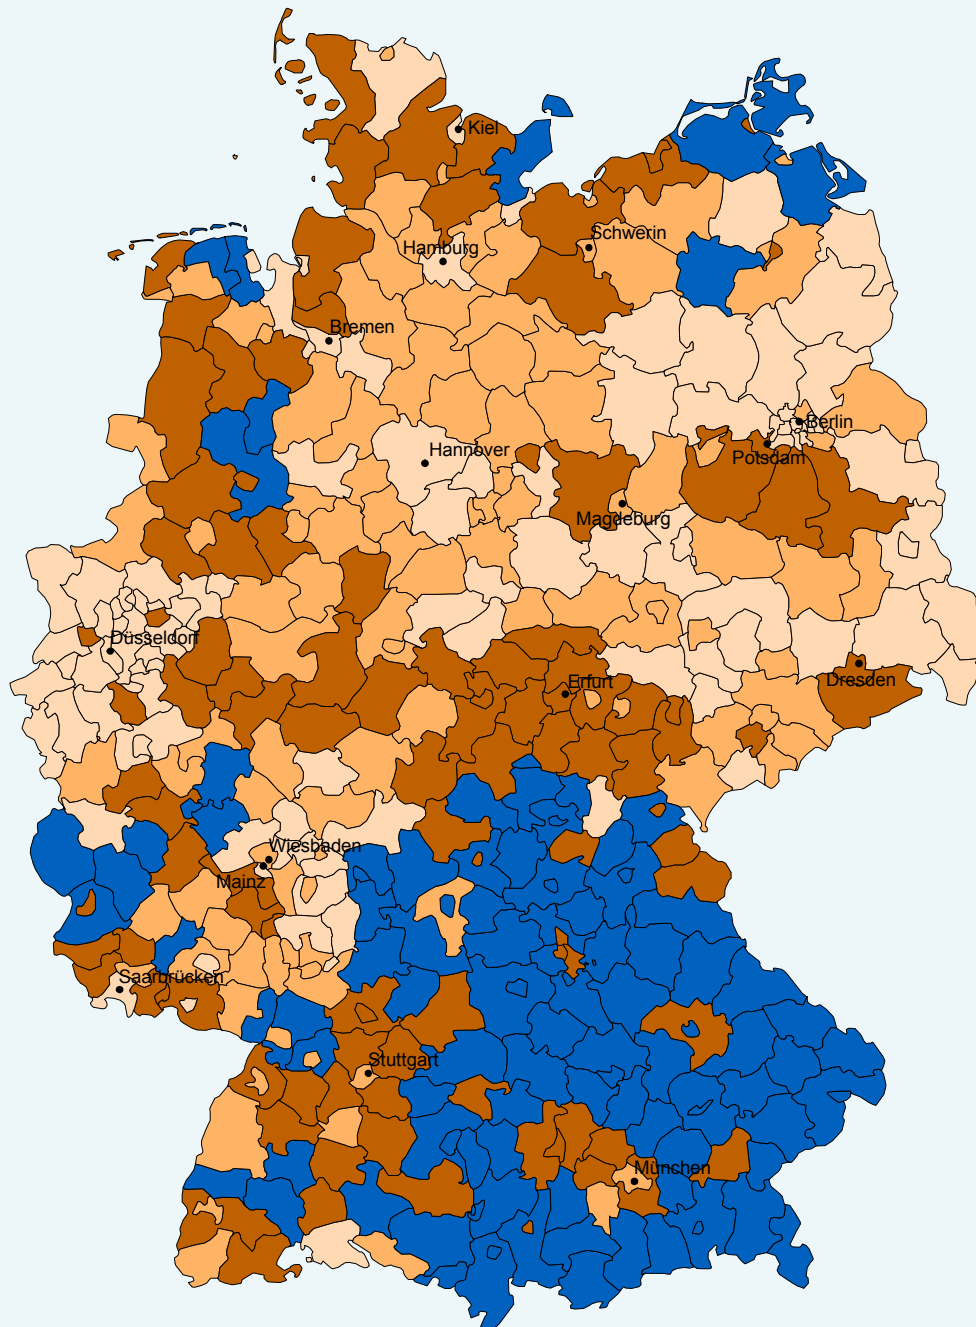 Kiel
Schwerin
Hamburg
Bremen
Berlin
Hannover
Potsdam
Magdeburg
Düsseldorf
Dresden
Erfurt
Wiesbaden
Mainz
Saarbrücken
Stuttgart
München